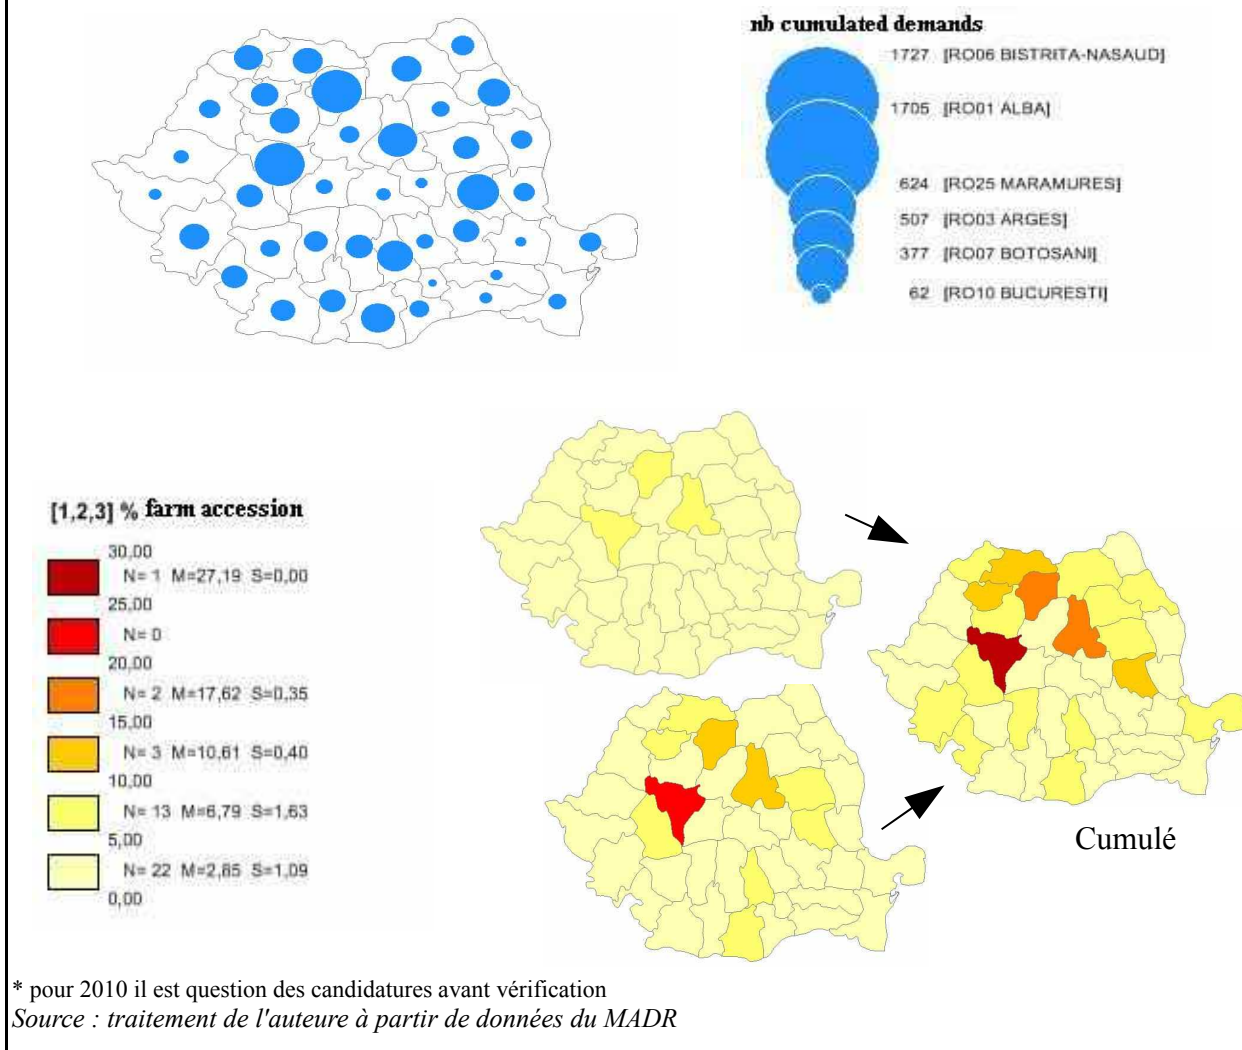 nb cumulated demands
1727 [RO06 BISTRITA-NASAUD]
1705 [RO01 ALBA]
624 [RO25 MARAMURES]
507 [RO03 ARGES]
377 [RO07 BOTOSANI]
62 [RO10 BUCURESTI]
[1,2,3] % farm accession
30,00
N= 1 M=27,19 S=0,00
25,00
N= 0
20,00
N= 2 M=17,62 S=0,35
15,00
N= 3 M=10,61 S=0,40
10,00
N= 13 M=6,79 S=1,63
5,00
N= 22 M=2,85 S=1,09
0,00
Cumulé
* pour 2010 il est question des candidatures avant vérification
Source : traitement de l'auteure à partir de données du MADR